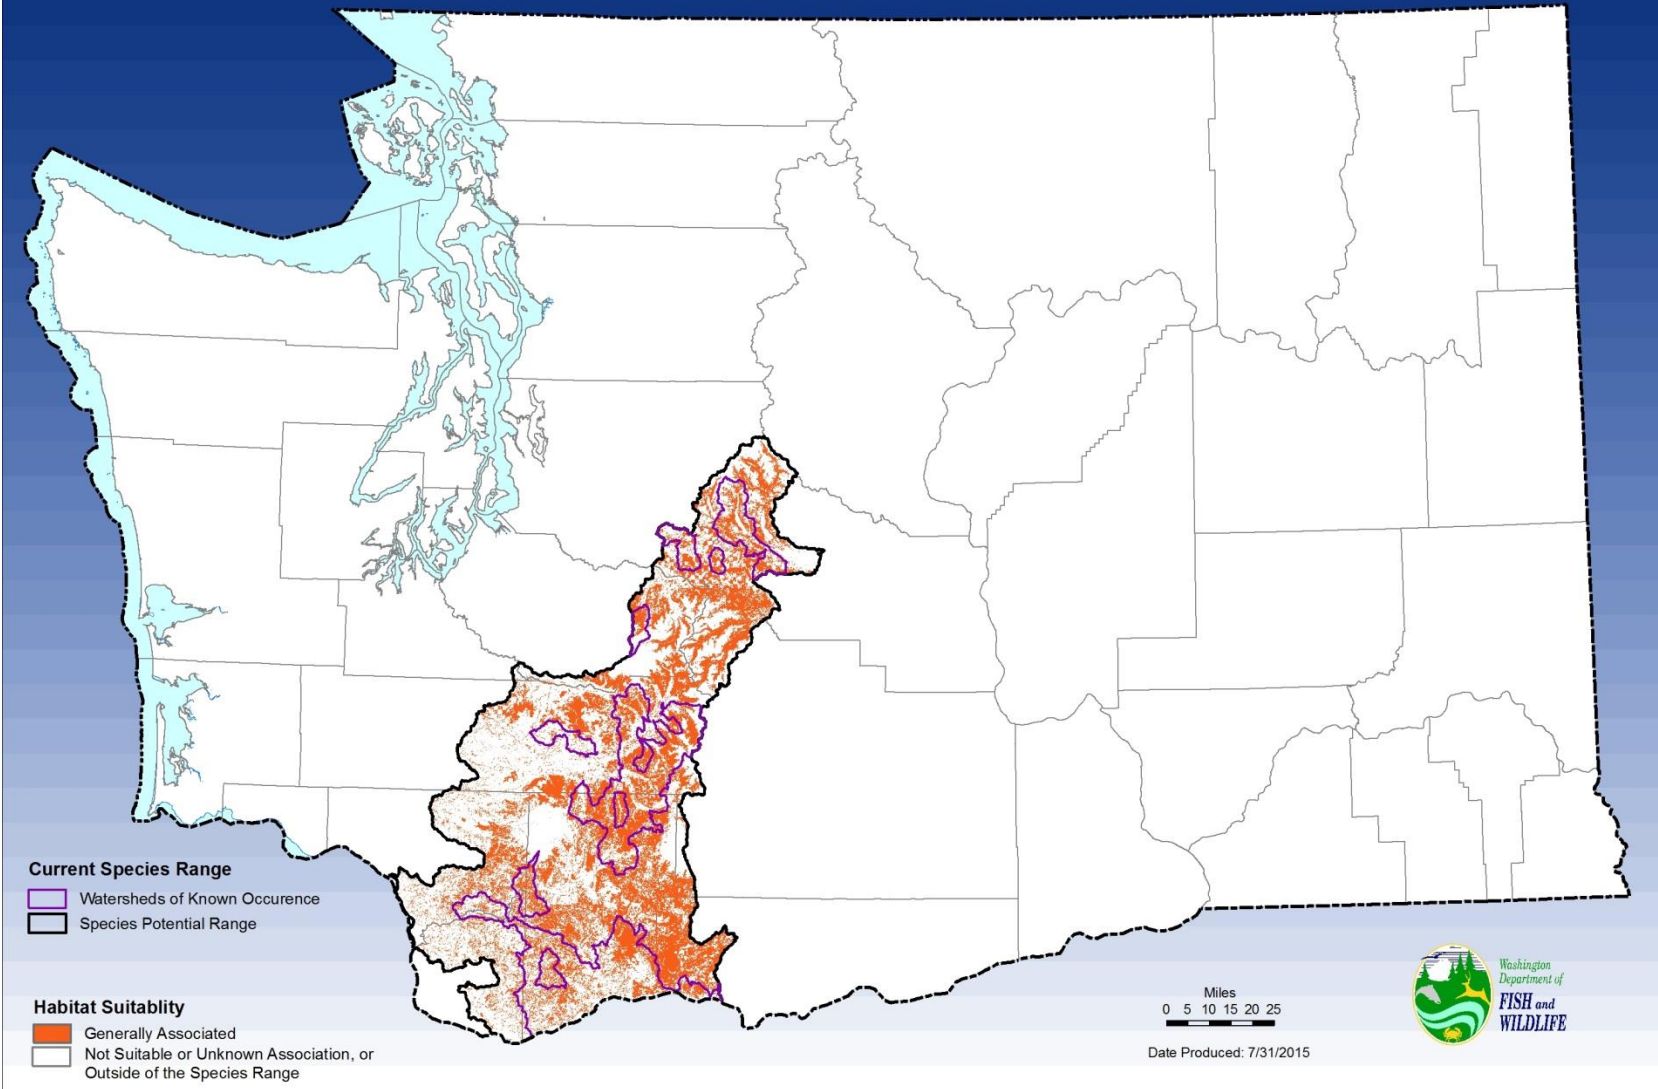 Current Species Range
Watersheds of Known Occurence
Species Potential Range
Habitat Suitablity
Generally Associated
Not Suitable or Unknown Association, or
Outside of the Species Range
Miles
0 5 10 15 20 25
Date Produced: 7/31/2015
Washington
Department of
FISH and
WILDLIFE